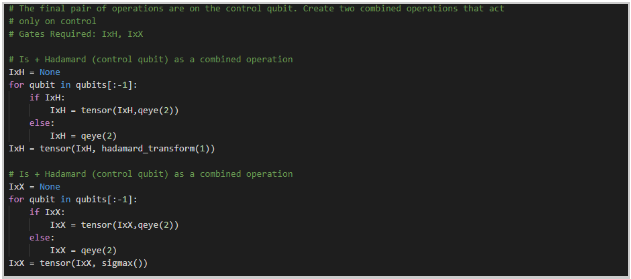 # The final pair of operations are on the control qubit. Create two combined operations that act
# only on control
# Gates Required: IxH, IxX
# Is + Hadamard (control qubit) as a combined operation
IxH = None
for qubit in qubits[:-1]:
    if IxH:
        IxH = tensor(IxH,qeye(2))
    else:
        IxH = qeye(2)
IxH = tensor(IxH, hadamard_transform(1))
# Is + Hadamard (control qubit) as a combined operation
IxX = None
for qubit in qubits[:-1]:
    if IxX:
        IxX = tensor(IxX,qeye(2))
    else:
        IxX = qeye(2)
IxX = tensor(IxX, sigmax())